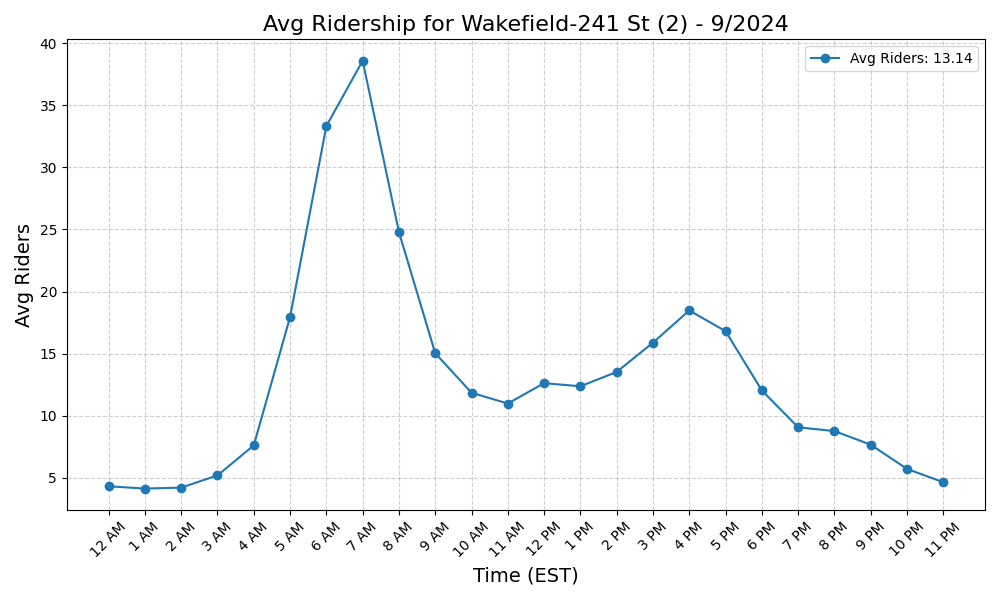 Avg Ridership for Wakefield-241 St (2) - 9/2024
Avg Riders: 13.14
Avg Riders
40
35
30
25
20
15
10
5
12 AM
1 AM
2 AM
3 AM
4 AM
5 AM
6 AM
7 AM
8 AM
9 AM
10 AM
11 AM
12 PM
1 PM
2 PM
3 PM
4 PM
5 PM
6 PM
7 PM
8 PM
9 PM
10 PM
11 PM
Time (EST)